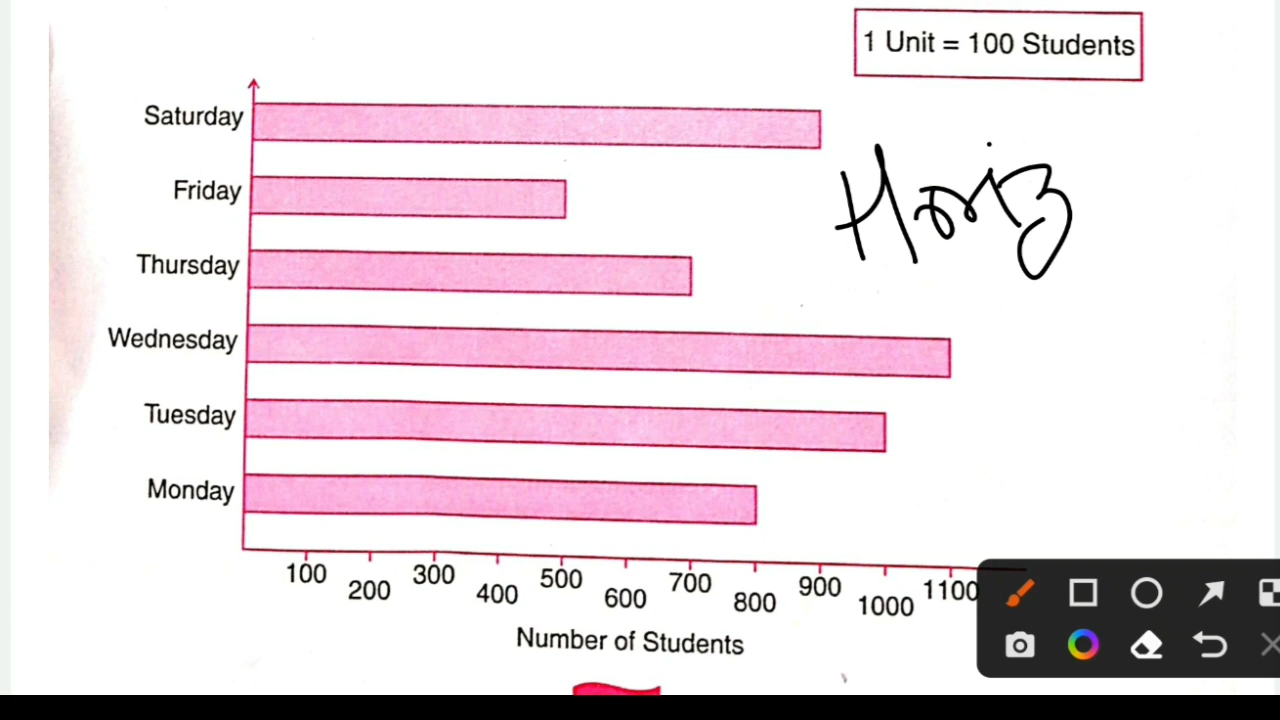 1 Unit = 100 Students
Saturday
Horiz
Friday
Thursday
Wednesday
Tuesday
Monday
100 200 300 400 500 600 700 800 900 1000 1100
Number of Students